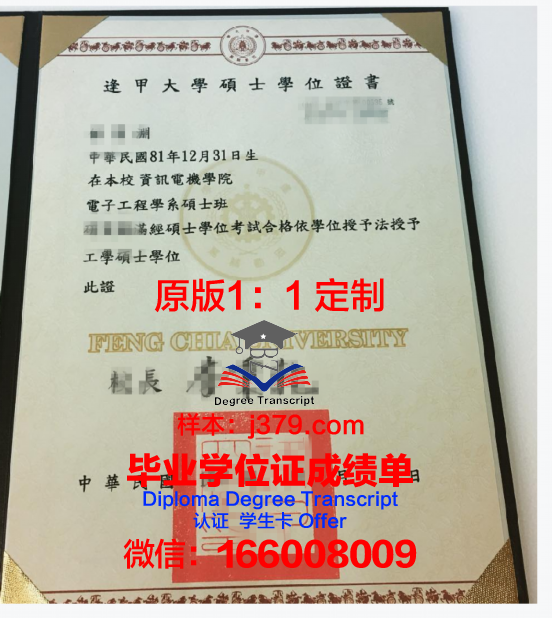 逢甲大學碩士學位證書
號
中華民國81年12月31日生
在本校 資訊電機學院
電子工程學系碩士班
經碩士學位考試合格依學位授予法授予
工學碩士學位
此證
原版1：1 定制
FENG CHIA UNIVERSITY
校長
Degree Transcript
样本：j379.com
毕业学位证成绩单
中華民國 月 日
Diploma Degree Transcript
认证 学生卡 Offer
微信：166008009